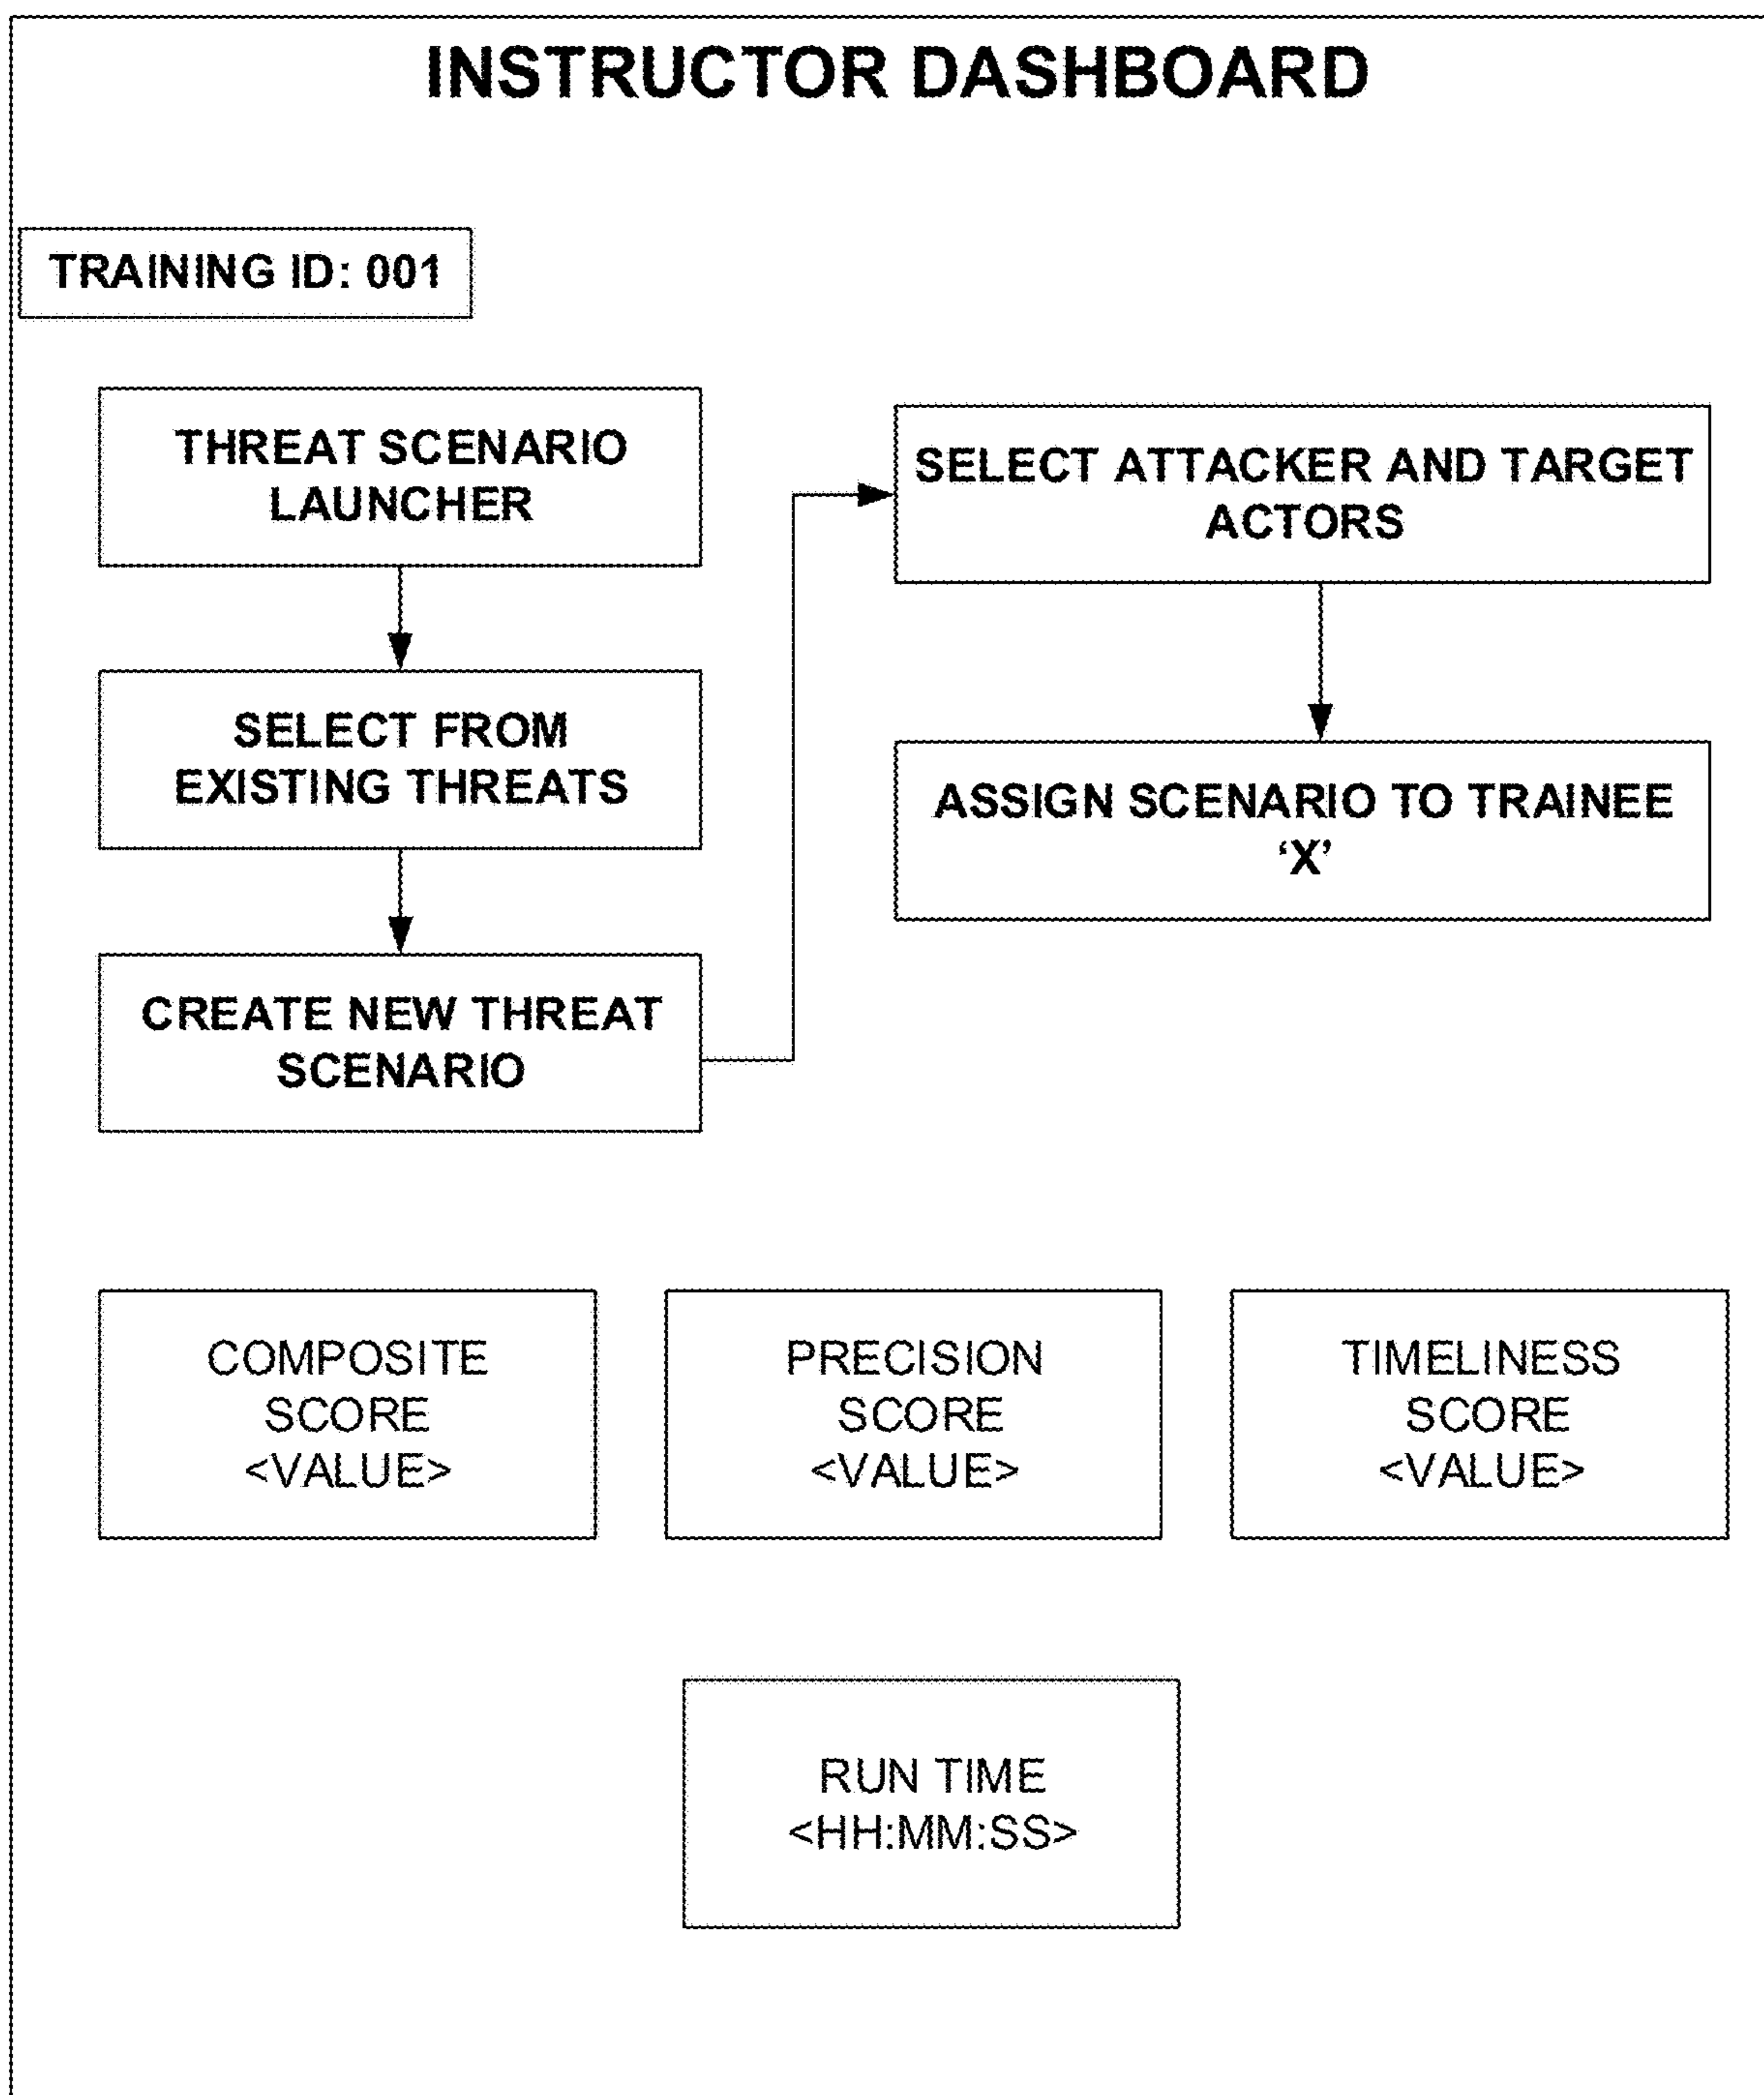 INSTRUCTOR DASHBOARD
TRAINING ID: 001
THREAT SCENARIO
LAUNCHER
SELECT FROM
EXISTING THREATS
CREATE NEW THREAT
SCENARIO
SELECT ATTACKER AND TARGET
ACTORS
ASSIGN SCENARIO TO TRAINEE
‘X’
COMPOSITE
SCORE
<VALUE>
PRECISION
SCORE
<VALUE>
TIMELINESS
SCORE
<VALUE>
RUN TIME
<HH:MM:SS>